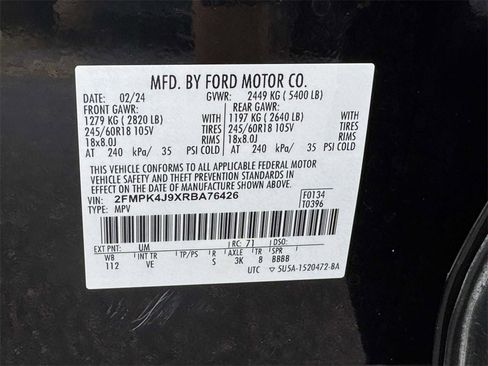 MFD. BY FORD MOTOR CO.
DATE: 02/24 GVWR: 2449 KG ( 5400 LB)
FRONT GAWR: REAR GAWR:
1279 KG ( 2820 LB) 1197 KG ( 2640 LB)
245/60R18 105V TIRES 245/60R18 105V TIRES
18x8.0J RIMS 18x8.0J RIMS
AT 240 kPa/ 35 PSI COLD AT 240 kPa/ 35 PSI COLD
THIS VEHICLE CONFORMS TO ALL APPLICABLE FEDERAL MOTOR
VEHICLE SAFETY AND THEFT PREVENTION STANDARDS IN EFFECT ON
THE DATE OF MANUFACTURE SHOWN ABOVE.
VIN: 2FMPK4J9XRBA76426 F0134
TYPE: MPV T0396
EXT PNT: UM RC: 71 DSO:
WB INT TR TP/PS R AXLE TR SPR
112 VE S 3K 8 BBBB
UTC ▽ 5U5A-1520472-BA